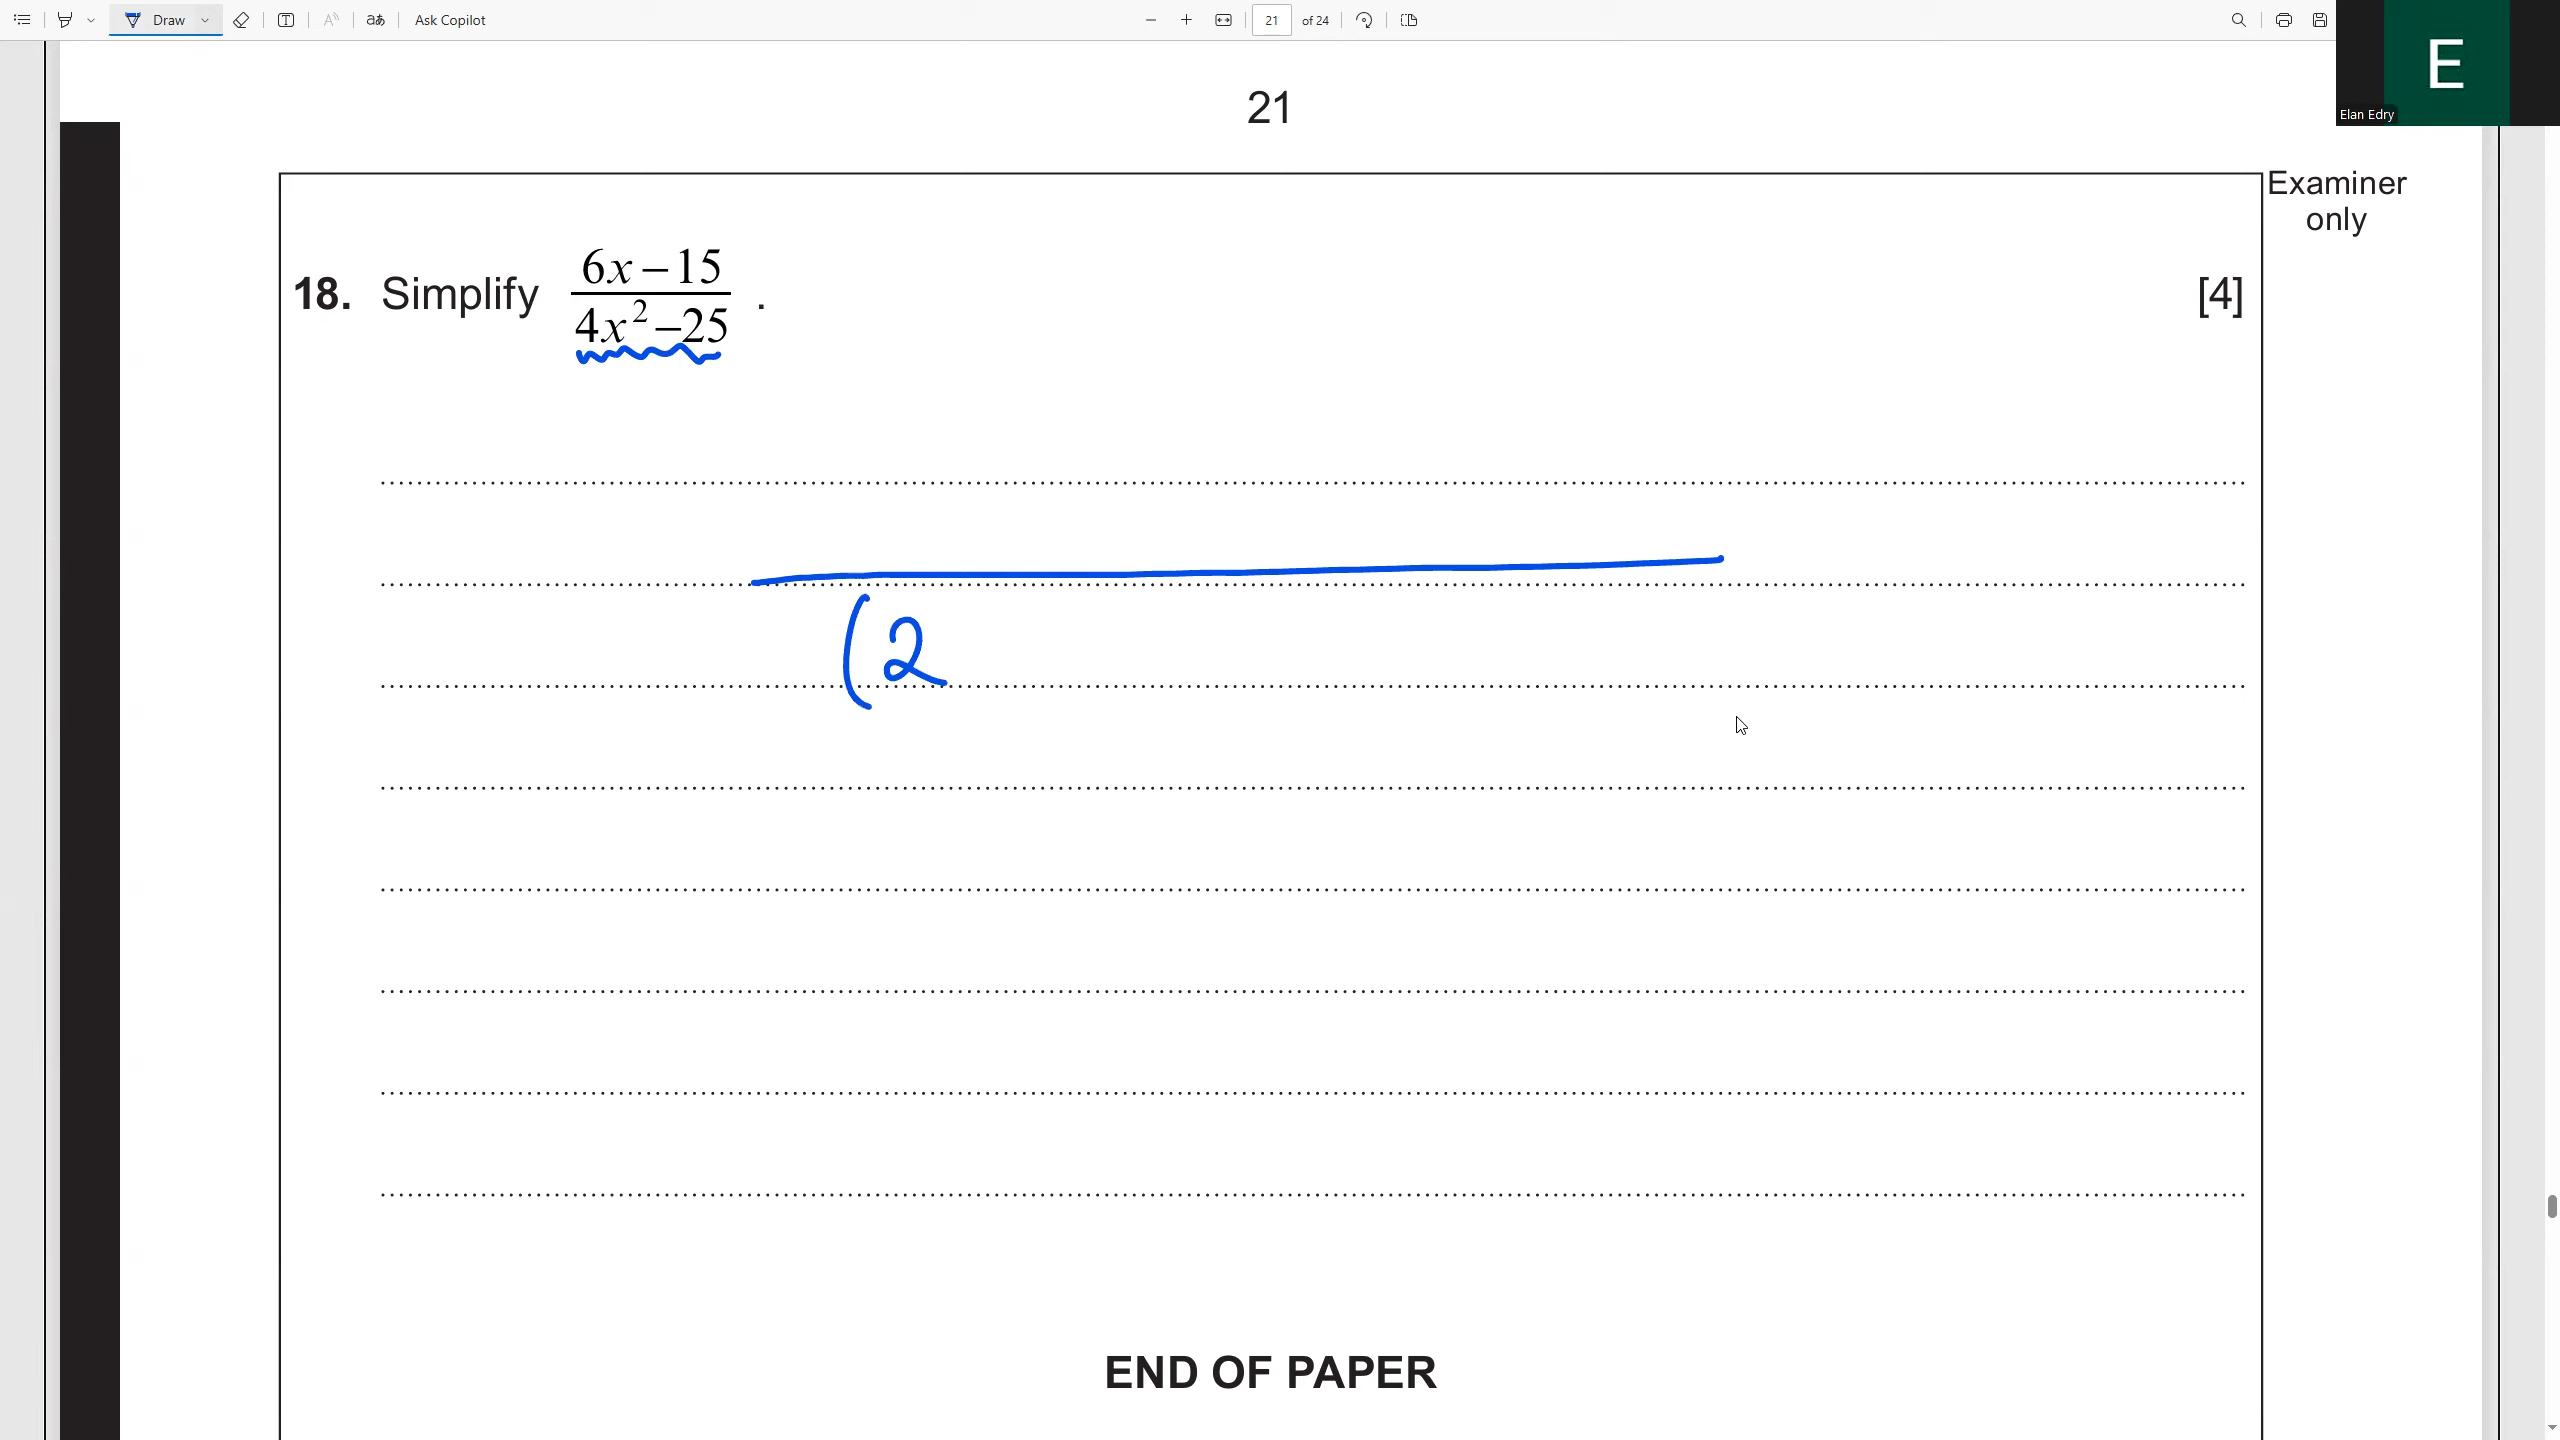 Draw
Ask Copilot
21 of 24
E
Elan Edry
21
Examiner
only
18. Simplify (6x – 15)/(4x² – 25) . [4]
(2
END OF PAPER